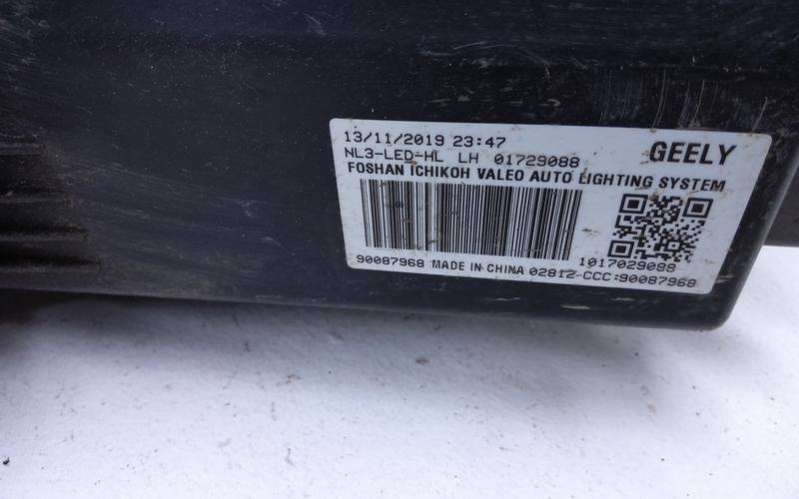 13/11/2019 23:47
GEELY
NL3-LED-HL LH 01729088
FOSHAN ICHIKOH VALEO AUTO LIGHTING SYSTEM
1017029088
90087968 MADE IN CHINA 02812-CCC:90087968